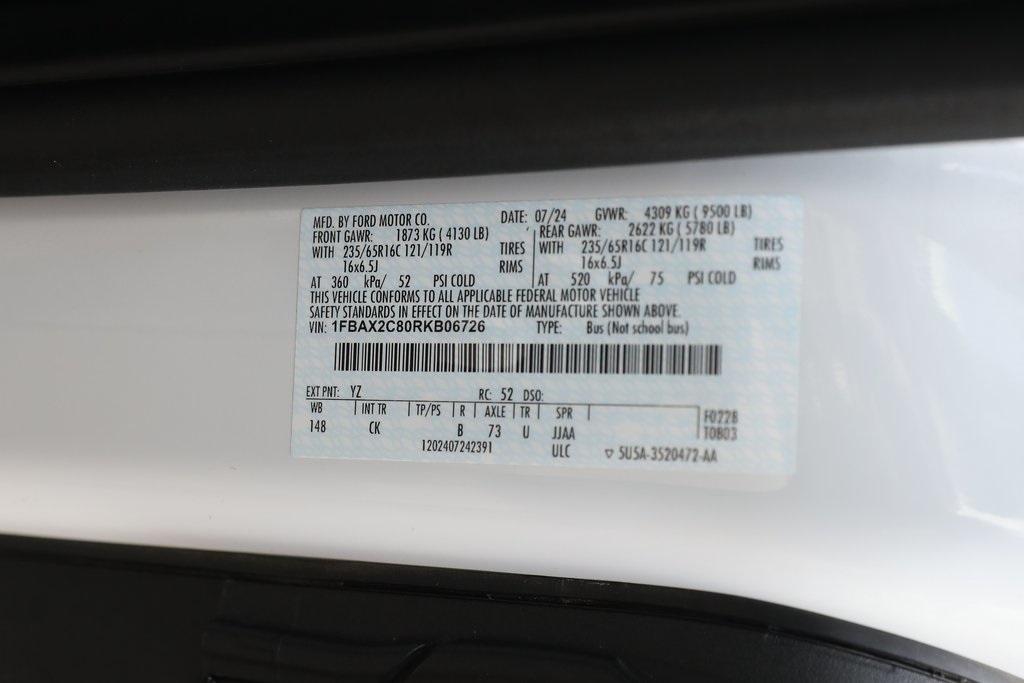 MFD. BY FORD MOTOR CO. DATE: 07/24 GVWR: 4309 KG ( 9500 LB)
FRONT GAWR: 1873 KG ( 4130 LB) REAR GAWR: 2622 KG ( 5780 LB)
WITH 235/65R16C 121/119R TIRES WITH 235/65R16C 121/119R TIRES
16x6.5J RIMS 16x6.5J RIMS
AT 360 kPa/ 52 PSI COLD AT 520 kPa/ 75 PSI COLD
THIS VEHICLE CONFORMS TO ALL APPLICABLE FEDERAL MOTOR VEHICLE
SAFETY STANDARDS IN EFFECT ON THE DATE OF MANUFACTURE SHOWN ABOVE.
VIN: 1FBAX2C80RKB06726 TYPE: Bus (Not school bus)
EXT PNT: YZ RC: 52 DSO:
WB INT TR TP/PS R AXLE TR SPR F0228
148 CK B 73 U JJAA T0803
1202407242391 ULC ▽ 5U5A-3520472-AA